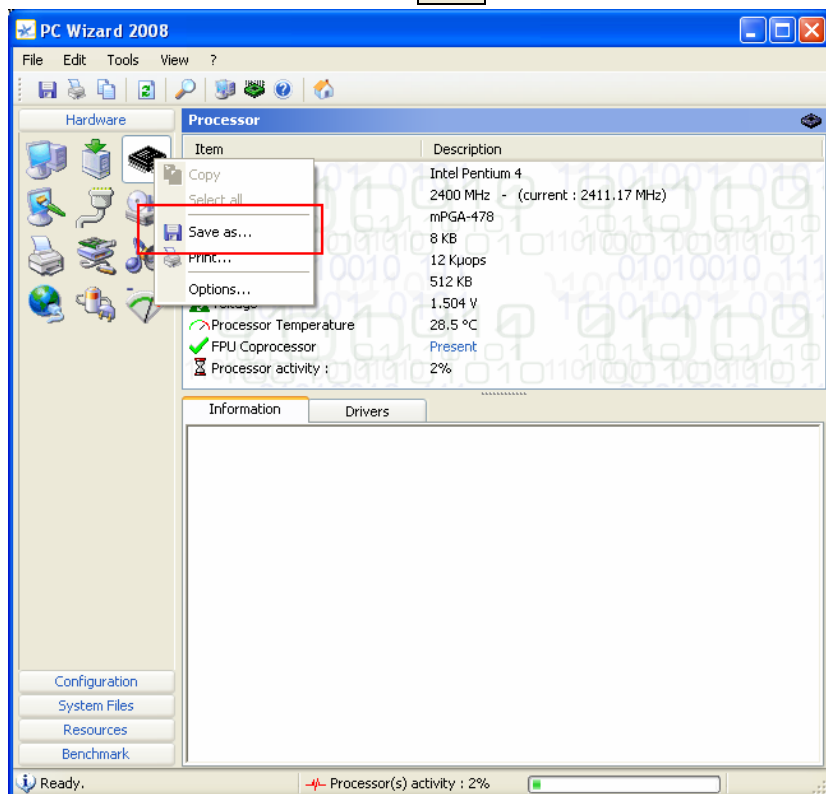 PC Wizard 2008
File Edit Tools View ?
Hardware
Processor
Item Description
Copy
Select all
Save as...
Print...
Options...
Intel Pentium 4
2400 MHz - (current : 2411.17 MHz)
mPGA-478
8 KB
12 Kµops
512 KB
Voltage 1.504 V
Processor Temperature 28.5 °C
FPU Coprocessor Present
Processor activity : 2%
Information Drivers
Configuration
System Files
Resources
Benchmark
Ready. Processor(s) activity : 2%